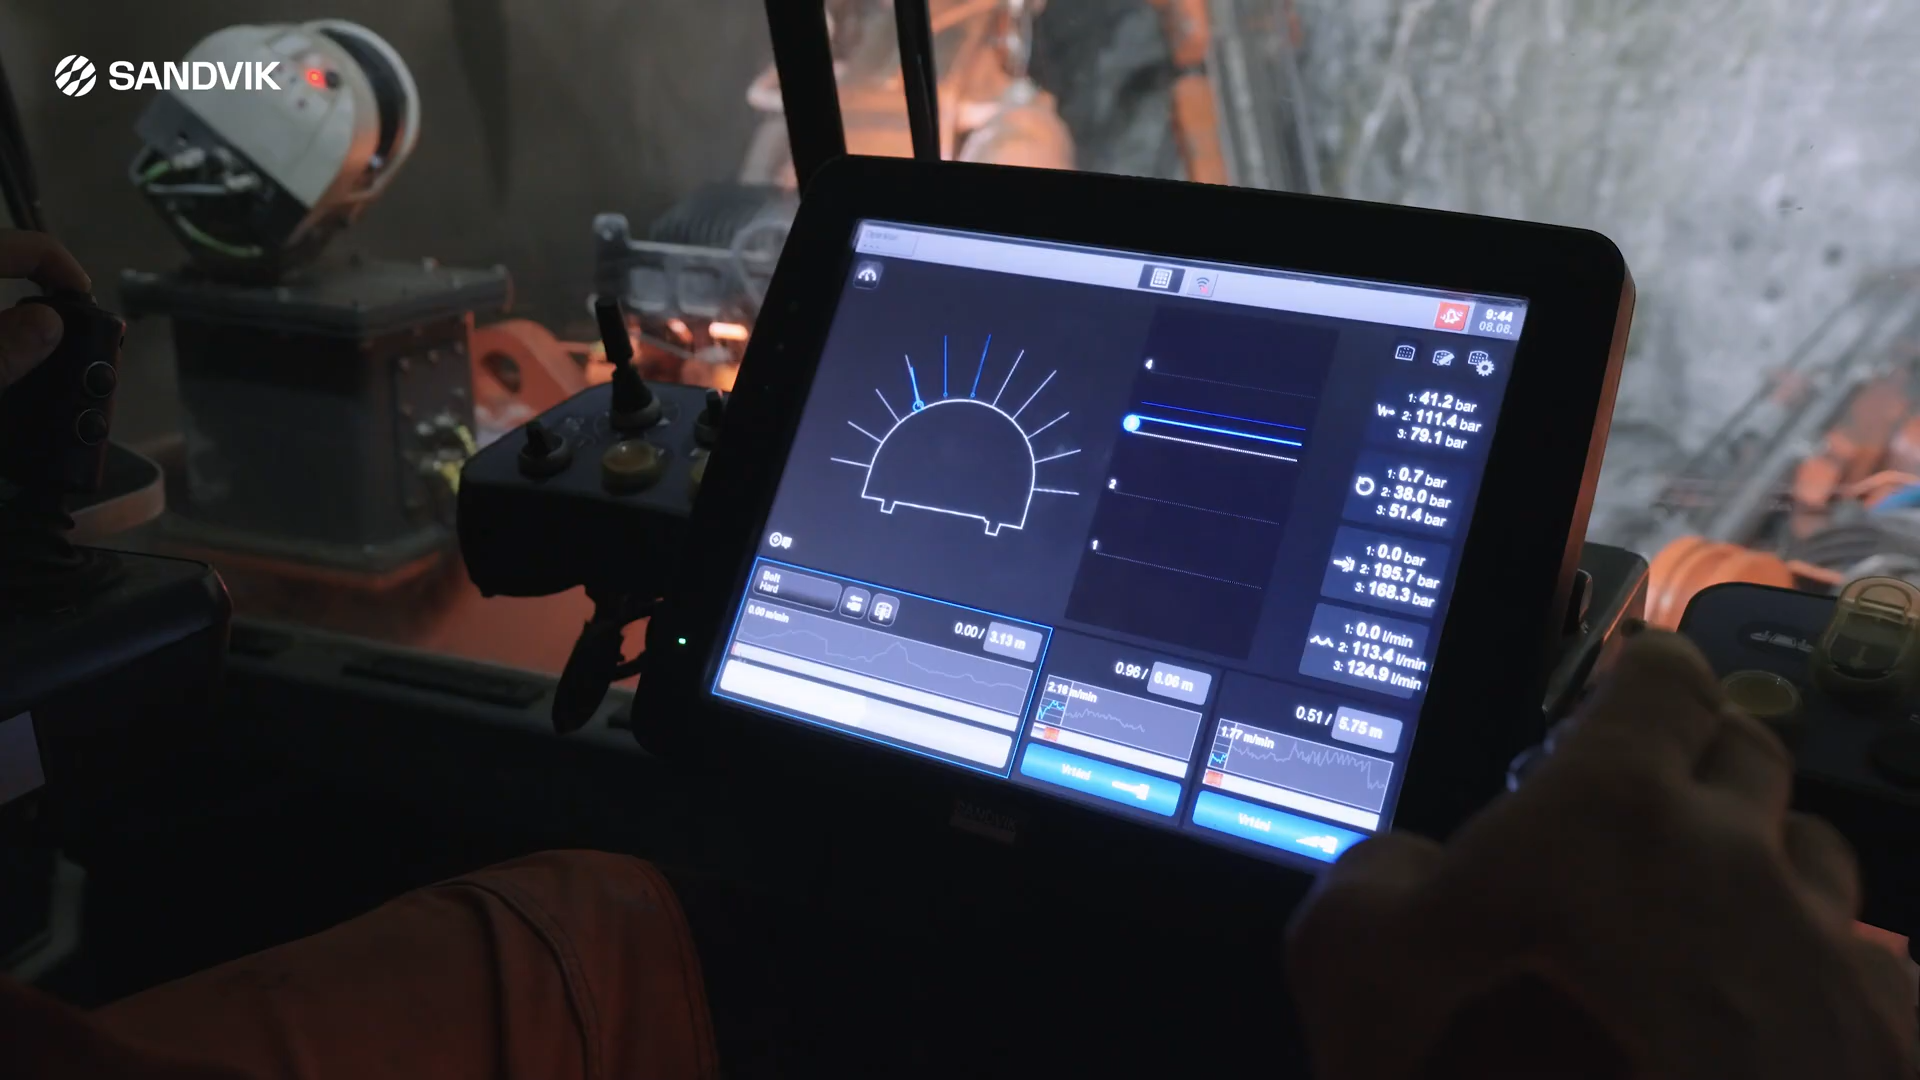 SANDVIK
9:44
08.08.
4
2
1
1: 41.2 bar
2: 111.4 bar
3: 79.1 bar
1: 0.7 bar
2: 38.0 bar
3: 51.4 bar
1: 0.0 bar
2: 195.7 bar
3: 168.3 bar
1: 0.0 l/min
2: 113.4 l/min
3: 124.9 l/min
Bolt
Hard
0.00 m/min
0.00 / 3.13 m
0.96 / 6.06 m
2.18 m/min
Vrtání
0.51 / 5.75 m
1.77 m/min
Vrtání
SANDVIK